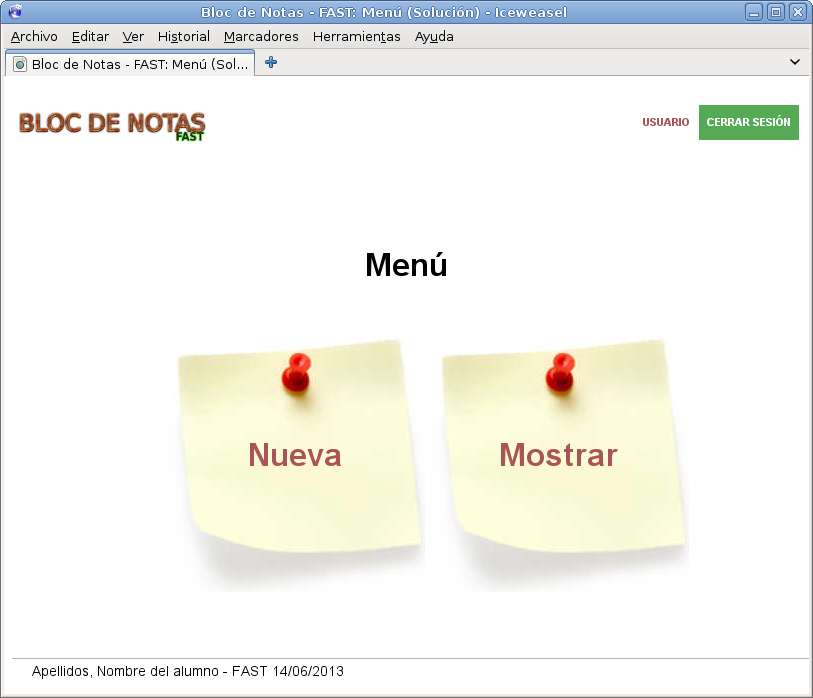 Bloc de Notas - FAST: Menú (Solución) - Iceweasel
Archivo Editar Ver Historial Marcadores Herramientas Ayuda
Bloc de Notas - FAST: Menú (Sol...
BLOC DE NOTAS
FAST
USUARIO
CERRAR SESIÓN
Menú
Nueva
Mostrar
Apellidos, Nombre del alumno - FAST 14/06/2013